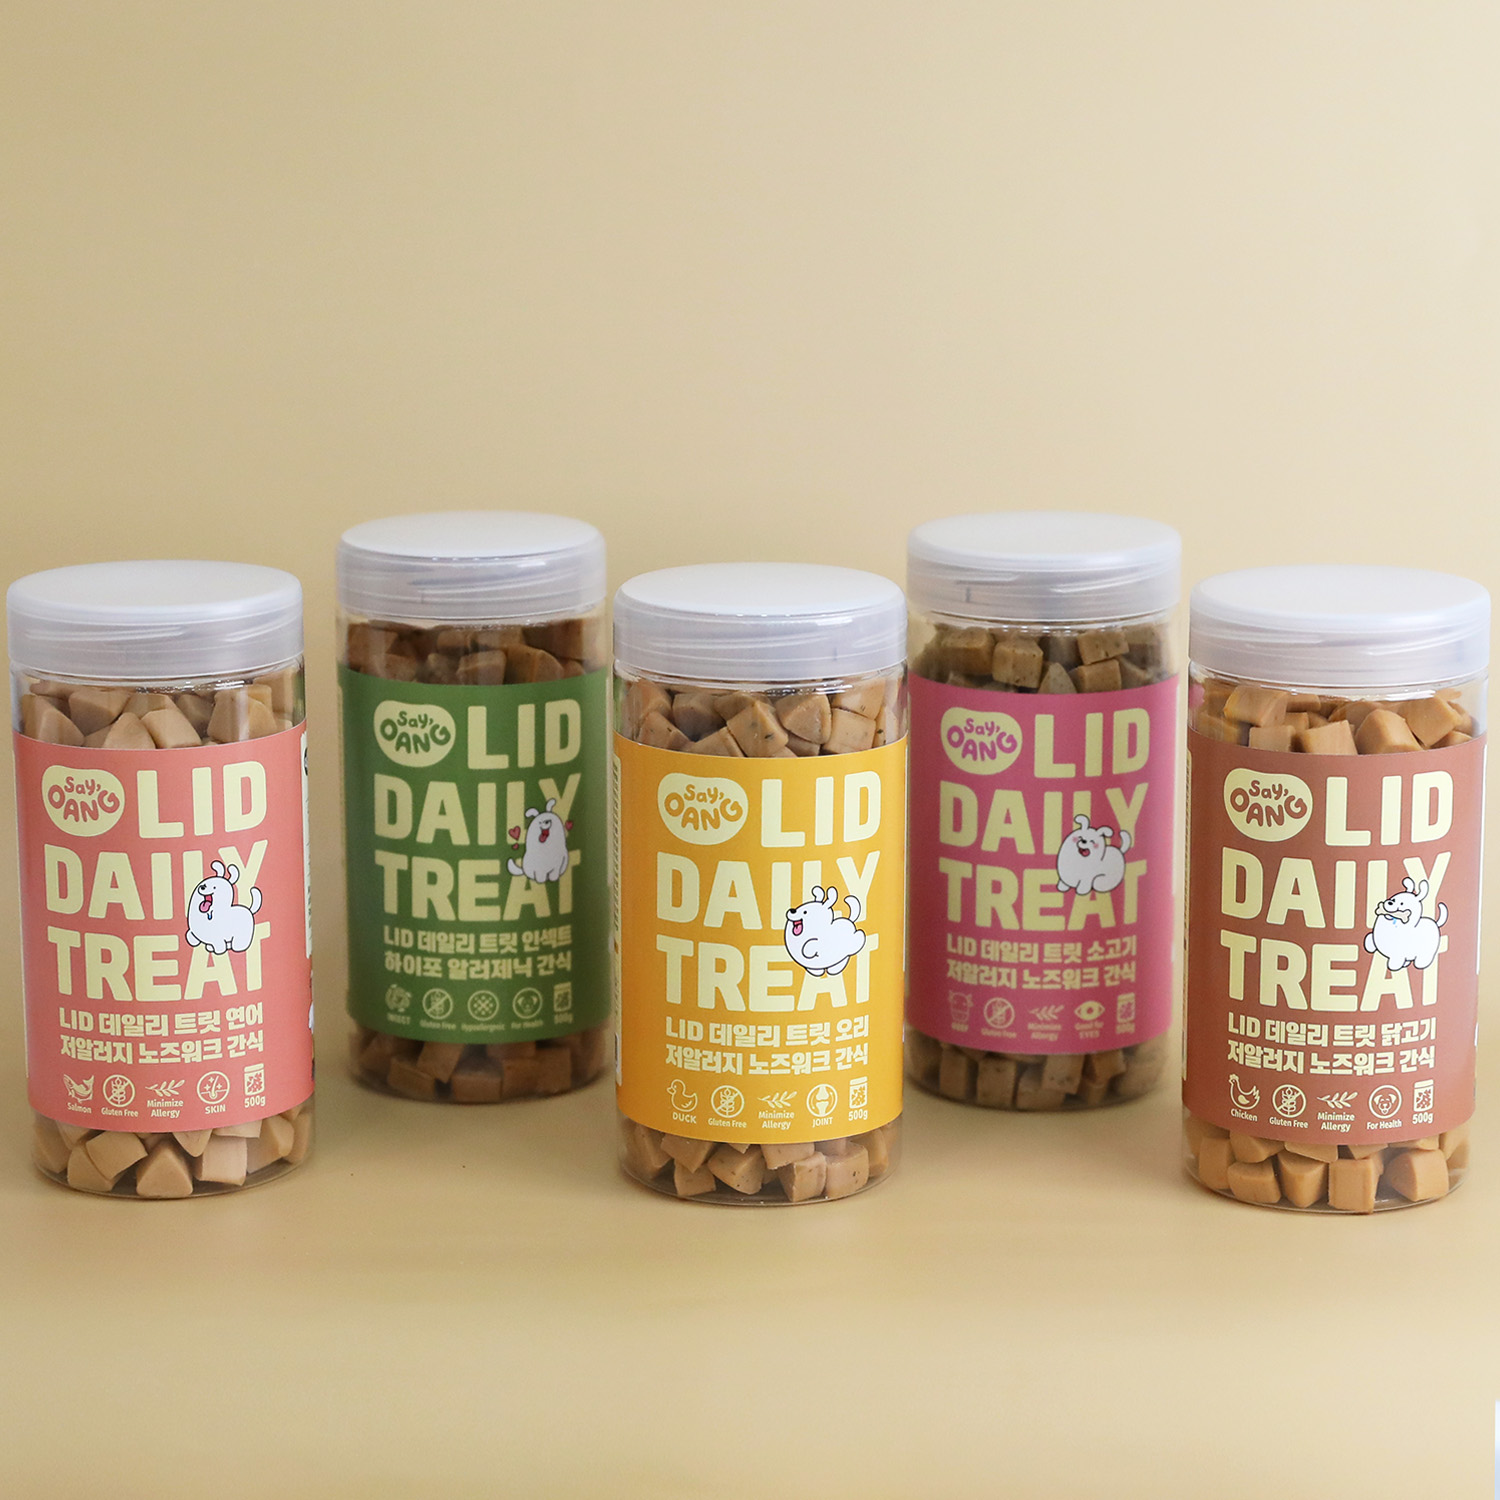 Say,
OANG
LID
DAILY
TREAT
LID 데일리 트릿 연어
저알러지 노즈워크 간식
Salmon
Gluten Free
Minimize
Allergy
SKIN
500g
Say,
OANG
LID
DAILY
TREAT
LID 데일리 트릿 인섹트
하이포 알러제닉 간식
Gluten Free
Hypoallergenic
For Health
500g
Say,
OANG
LID
DAILY
TREAT
LID 데일리 트릿 오리
저알러지 노즈워크 간식
DUCK
Gluten Free
Minimize
Allergy
JOINT
500g
Say,
OANG
LID
DAILY
TREAT
LID 데일리 트릿 소고기
저알러지 노즈워크 간식
BEEF
Gluten Free
Minimize
Allergy
Good for
EYES
500g
Say,
OANG
LID
DAILY
TREAT
LID 데일리 트릿 닭고기
저알러지 노즈워크 간식
Chicken
Gluten Free
Minimize
Allergy
For Health
500g